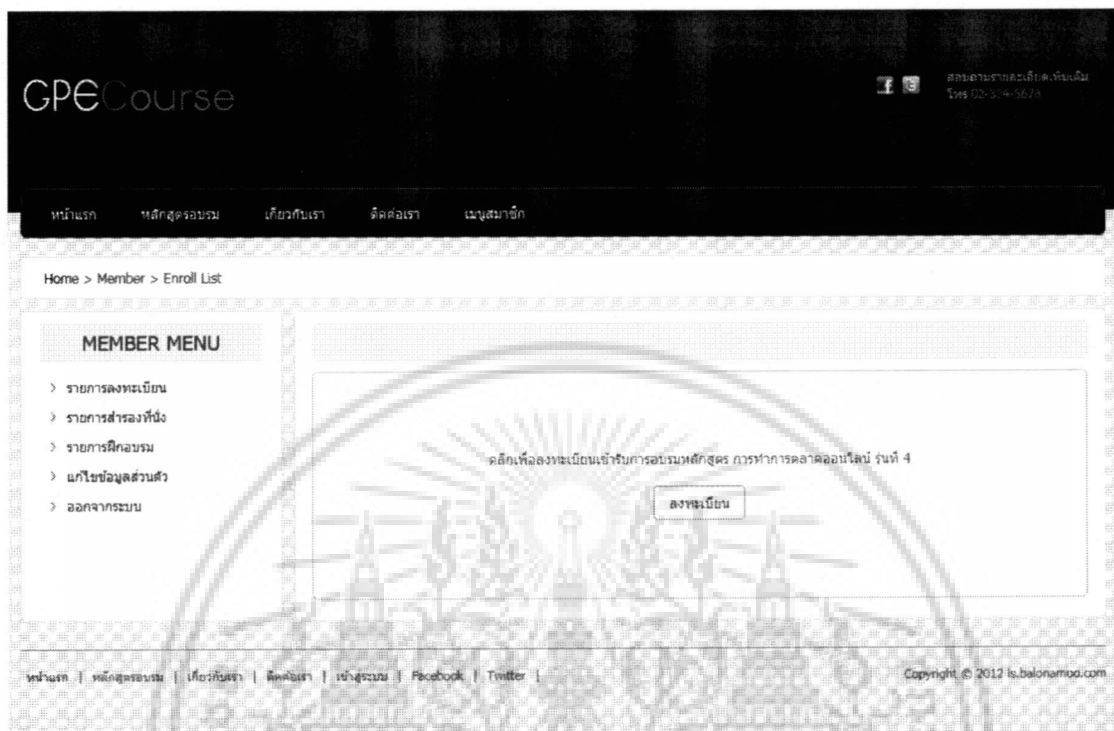 GPECourse
สอบถามรายละเอียดเพิ่มเติม
โทร
หน้าแรก หลักสูตรอบรม เกี่ยวกับเรา ติดต่อเรา เมนูสมาชิก
Home > Member > Enroll List
MEMBER MENU
> รายการลงทะเบียน
> รายการสำรองที่นั่ง
> รายการฝึกอบรม
> แก้ไขข้อมูลส่วนตัว
> ออกจากระบบ
คลิกเพื่อลงทะเบียนเข้ารับการอบรมหลักสูตร การทำการตลาดออนไลน์ รุ่นที่ 4
ลงทะเบียน
หน้าแรก | หลักสูตรอบรม | เกี่ยวกับเรา | ติดต่อเรา | เข้าสู่ระบบ | Facebook | Twitter |
Copyright © 2012